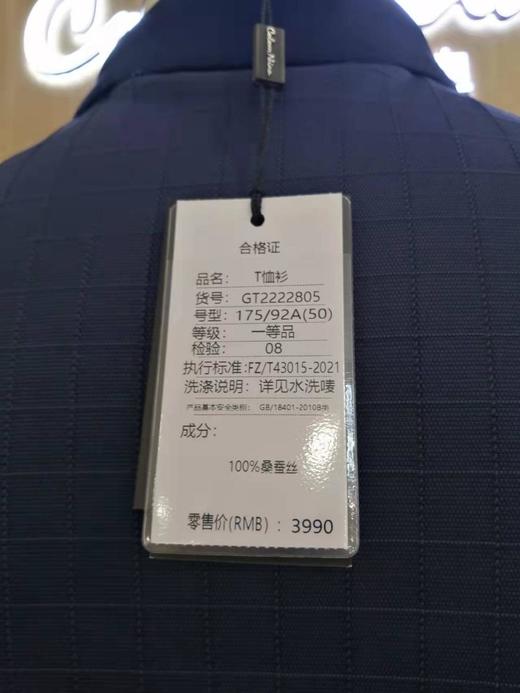 Calom Nino
合格证
品名: T恤衫
货号: GT2222805
号型: 175/92A(50)
等级: 一等品
检验: 08
执行标准:FZ/T43015-2021
洗涤说明: 详见水洗唛
产品基本安全类别: GB/18401-2010B类
成分:
100%桑蚕丝
零售价(RMB) : 3990